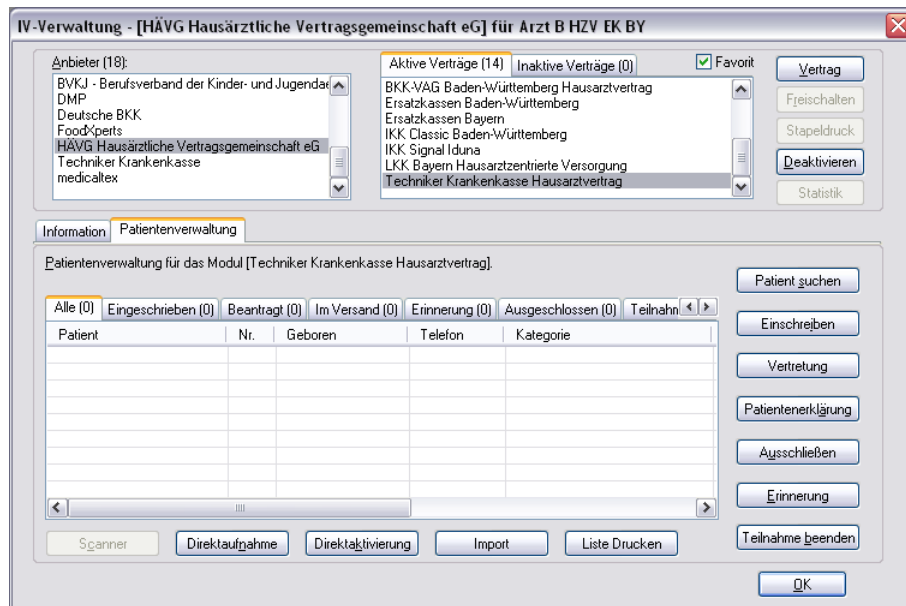 IV-Verwaltung - [HÄVG Hausärztliche Vertragsgemeinschaft eG] für Arzt B HZV EK BY
Anbieter (18):
BVKJ - Berufsverband der Kinder- und Jugendae
DMP
Deutsche BKK
FoodXperts
HÄVG Hausärztliche Vertragsgemeinschaft eG
Techniker Krankenkasse
medicaltex
Aktive Verträge (14) Inaktive Verträge (0) Favorit
BKK-VAG Baden-Württemberg Hausarztvertrag
Ersatzkassen Baden-Württemberg
Ersatzkassen Bayern
IKK Classic Baden-Württemberg
IKK Signal Iduna
LKK Bayern Hausarztzentrierte Versorgung
Techniker Krankenkasse Hausarztvertrag
Vertrag
Freischalten
Stapeldruck
Deaktivieren
Statistik
Information Patientenverwaltung
Patientenverwaltung für das Modul [Techniker Krankenkasse Hausarztvertrag].
Alle (0) Eingeschrieben (0) Beantragt (0) Im Versand (0) Erinnerung (0) Ausgeschlossen (0) Teilnahm
Patient Nr. Geboren Telefon Kategorie
Patient suchen
Einschreiben
Vertretung
Patientenerklärung
Ausschließen
Erinnerung
Teilnahme beenden
Scanner Direktaufnahme Direktaktivierung Import Liste Drucken
OK